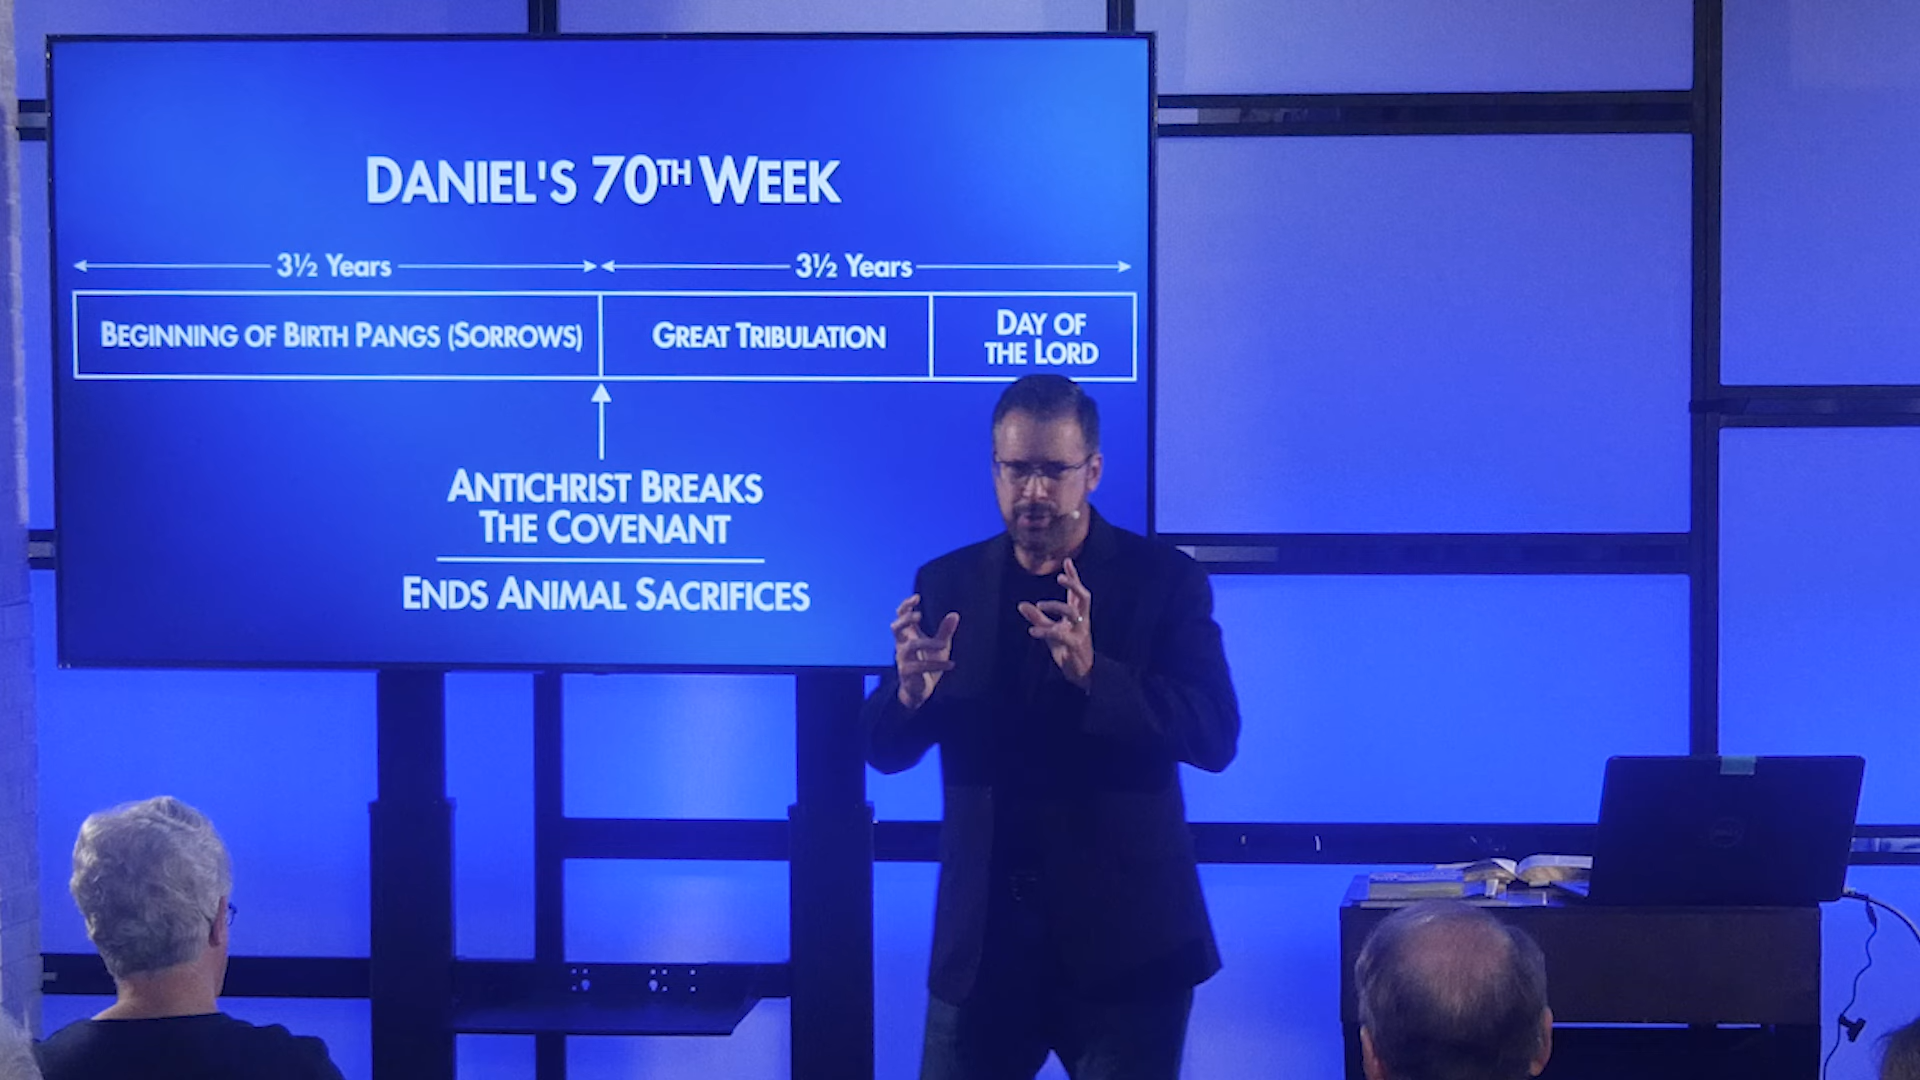 DANIEL'S 70TH WEEK
3½ Years 3½ Years
BEGINNING OF BIRTH PANGS (SORROWS) GREAT TRIBULATION DAY OF
THE LORD
ANTICHRIST BREAKS
THE COVENANT
ENDS ANIMAL SACRIFICES